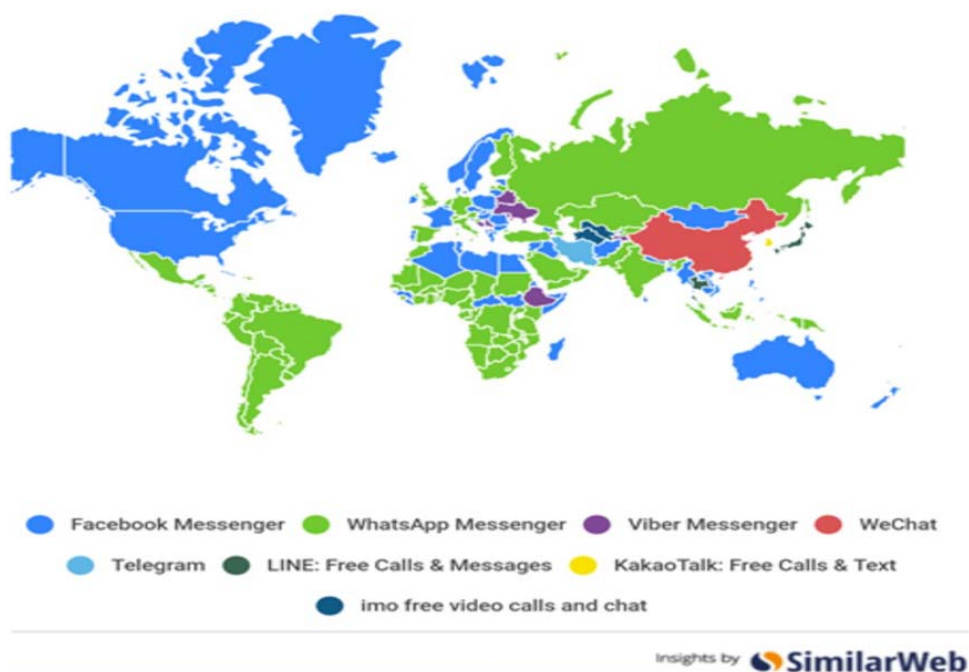 Facebook Messenger WhatsApp Messenger Viber Messenger WeChat
Telegram LINE: Free Calls & Messages KakaoTalk: Free Calls & Text
imo free video calls and chat
Insights by SimilarWeb